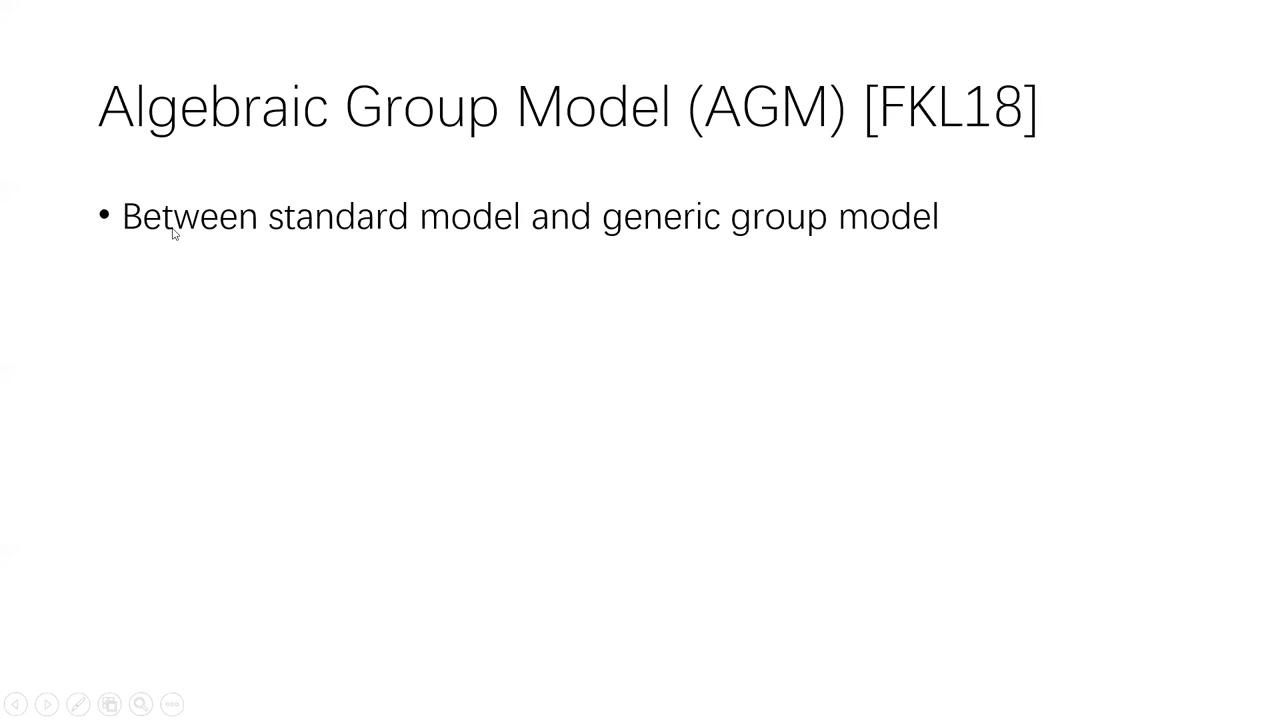 Algebraic Group Model (AGM) [FKL18]
• Between standard model and generic group model